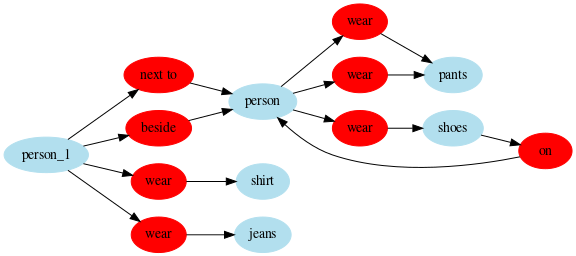 wear
next to
wear
pants
person
beside
wear
shoes
person_1
on
wear
shirt
wear
jeans